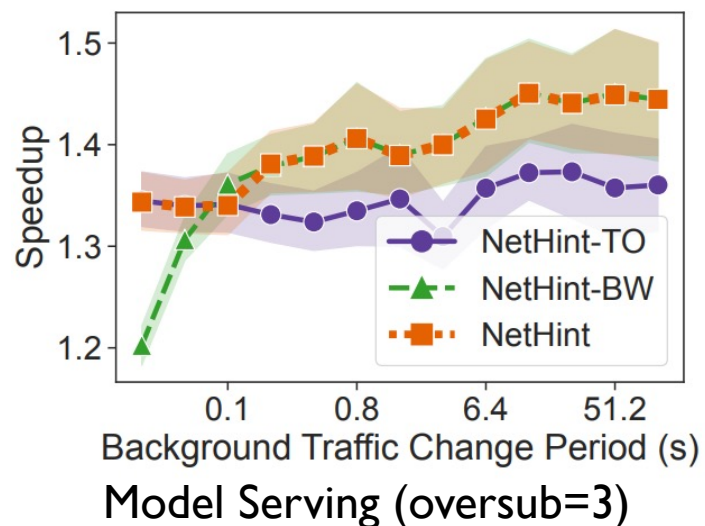 1.5
1.4
1.3
1.2
Speedup
NetHint-TO
NetHint-BW
NetHint
0.1 0.8 6.4 51.2
Background Traffic Change Period (s)
Model Serving (oversub=3)